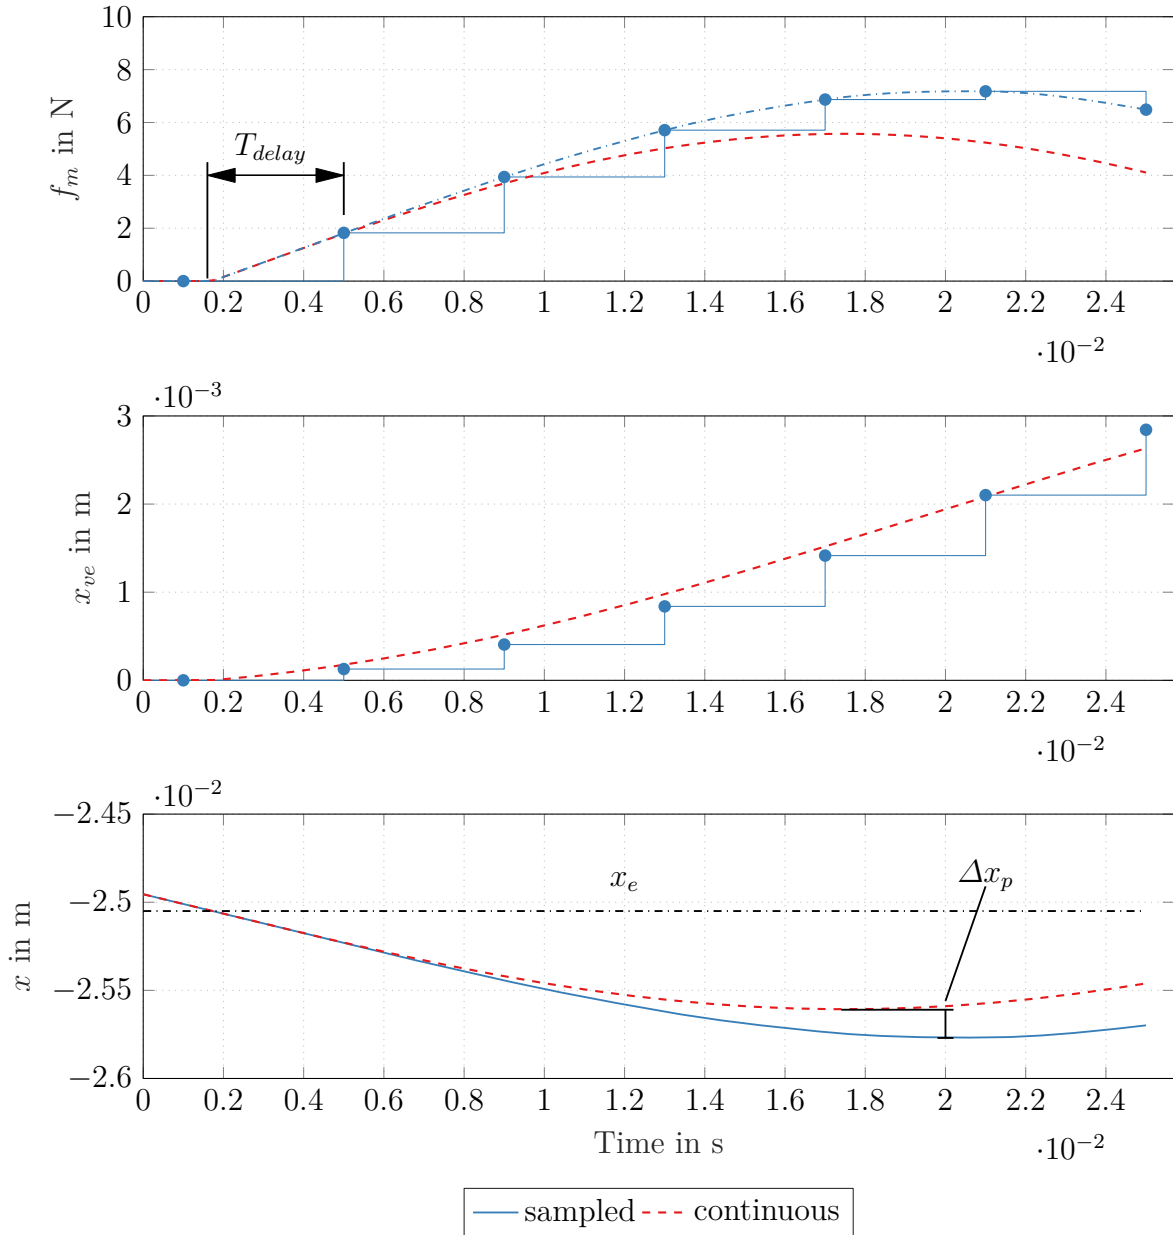 10
8
6
4
2
0
f_m in N
T_delay
0 0.2 0.4 0.6 0.8 1 1.2 1.4 1.6 1.8 2 2.2 2.4
·10^−2
·10^−3
3
2
1
0
x_ve in m
0 0.2 0.4 0.6 0.8 1 1.2 1.4 1.6 1.8 2 2.2 2.4
·10^−2
·10^−2
−2.45
−2.5
−2.55
−2.6
x in m
x_e
Δx_p
0 0.2 0.4 0.6 0.8 1 1.2 1.4 1.6 1.8 2 2.2 2.4
Time in s
·10^−2
sampled continuous